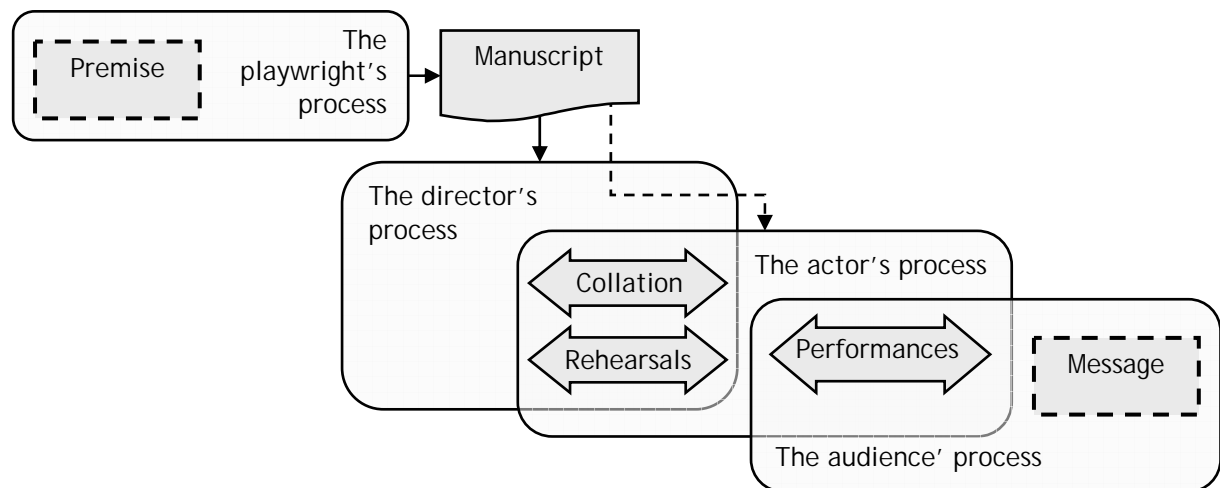 Premise
The
playwright's
process
Manuscript
The director's
process
The actor's process
Collation
Rehearsals
Performances
Message
The audience' process